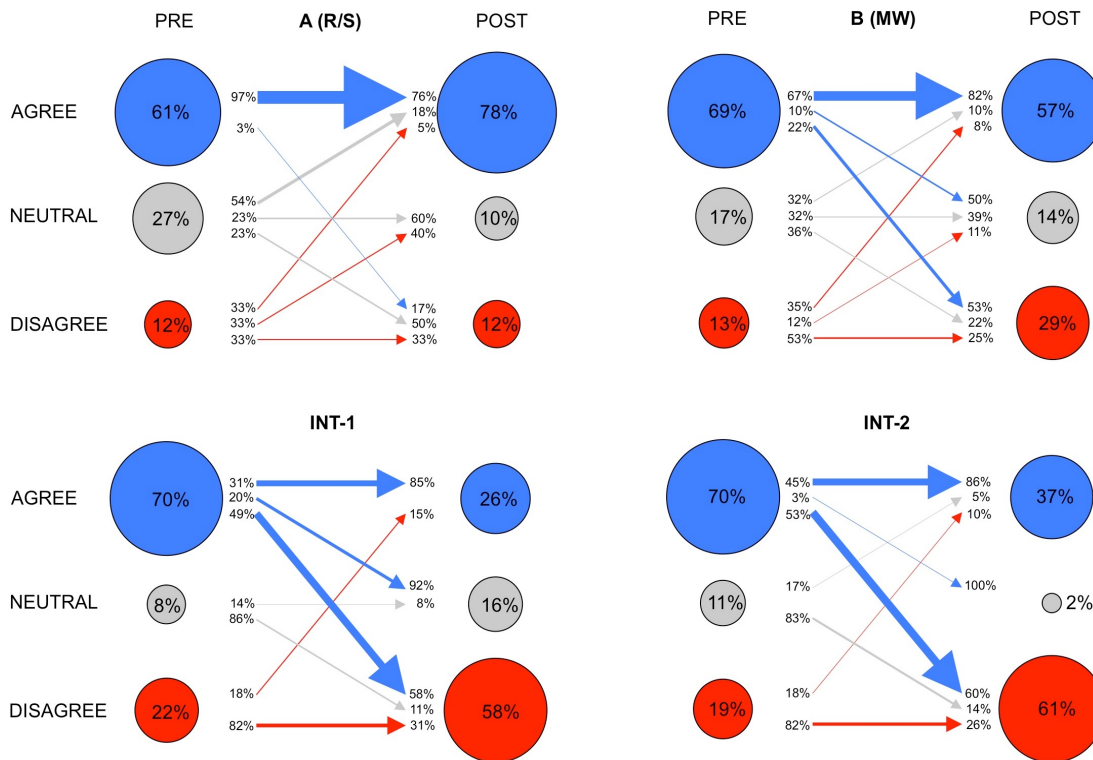 PRE A (R/S) POST
B (MW) POST
AGREE 61% 97% 76% 78%
18%
3% 5%
NEUTRAL 27% 54%
23% 60% 10%
23% 40%
DISAGREE 12% 33% 17% 12%
33% 50%
33% 33%
PRE
69% 67% 82% 57%
10% 10%
22% 8%
17% 32% 50% 14%
32% 39%
36% 11%
13% 35% 53% 29%
12% 22%
53% 25%
INT-1
AGREE 70% 31% 85% 26%
20%
49% 15%
NEUTRAL 8% 14% 92% 16%
86% 8%
DISAGREE 22% 18% 58% 58%
11%
82% 31%
INT-2
70% 45% 86% 37%
3% 5%
53% 10%
11% 17% 100% 2%
83%
19% 18% 60% 61%
14%
82% 26%